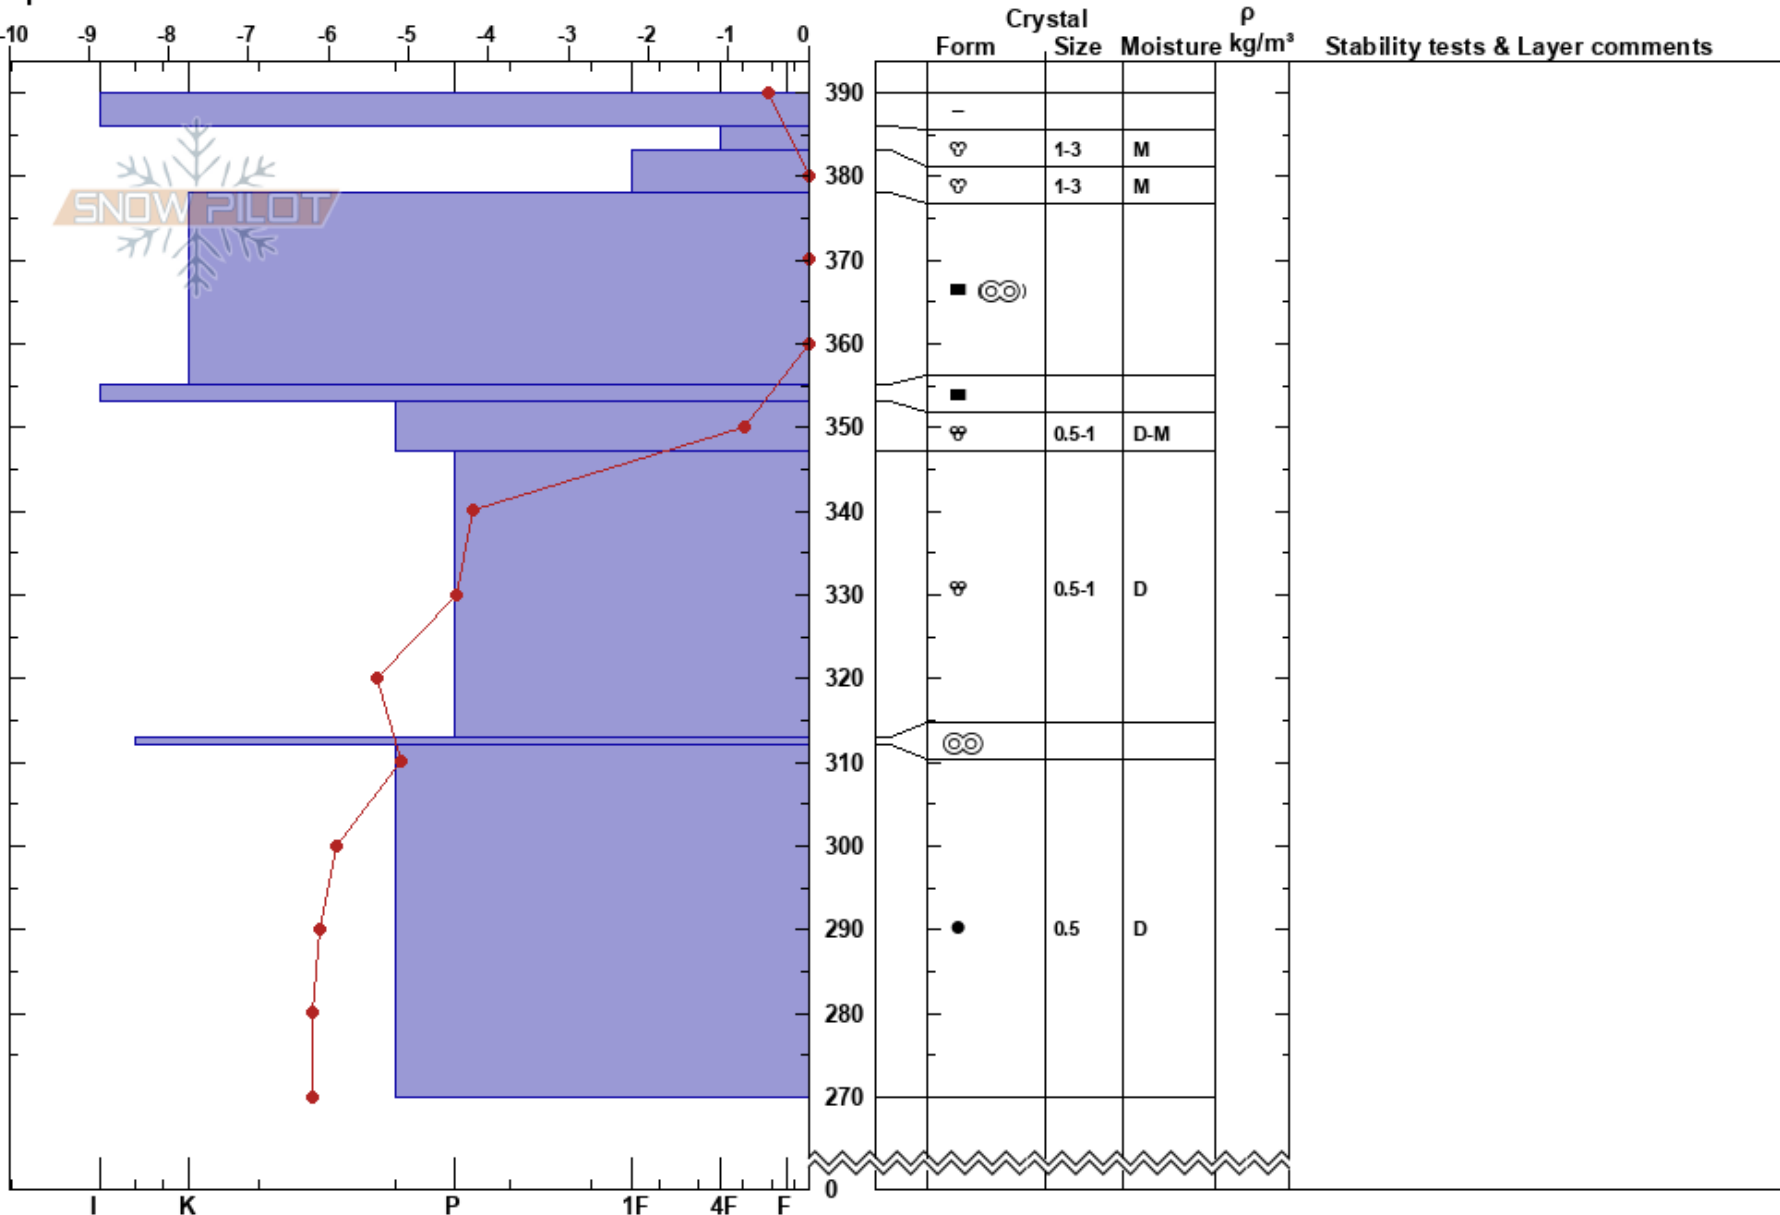 Crystal ρ
-10 -9 -8 -7 -6 -5 -4 -3 -2 -1 0 Form Size Moisture kg/m³ Stability tests & Layer comments
390 –
1-3 M
380 1-3 M
SNOW PILOT
370
360
350 0.5-1 D-M
340
330 0.5-1 D
320
310
300
290 0.5 D
280
270
0
I K P 1F 4F F